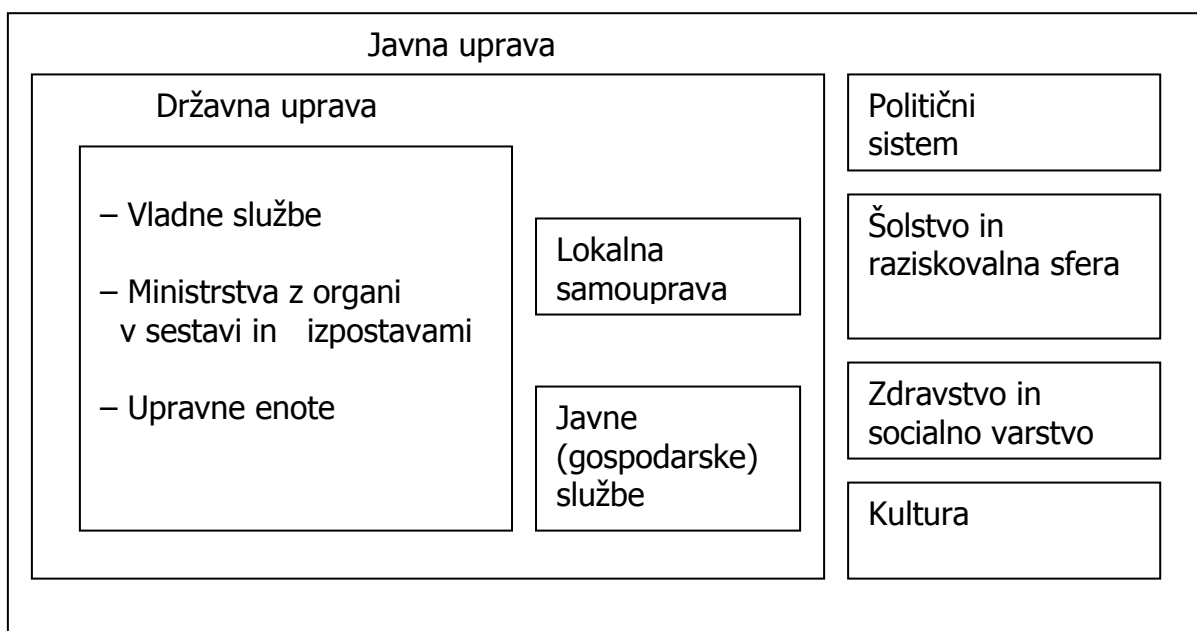 Javna uprava
Državna uprava
– Vladne službe
– Ministrstva z organi
v sestavi in izpostavami
– Upravne enote
Lokalna
samouprava
Javne
(gospodarske)
službe
Politični
sistem
Šolstvo in
raziskovalna sfera
Zdravstvo in
socialno varstvo
Kultura